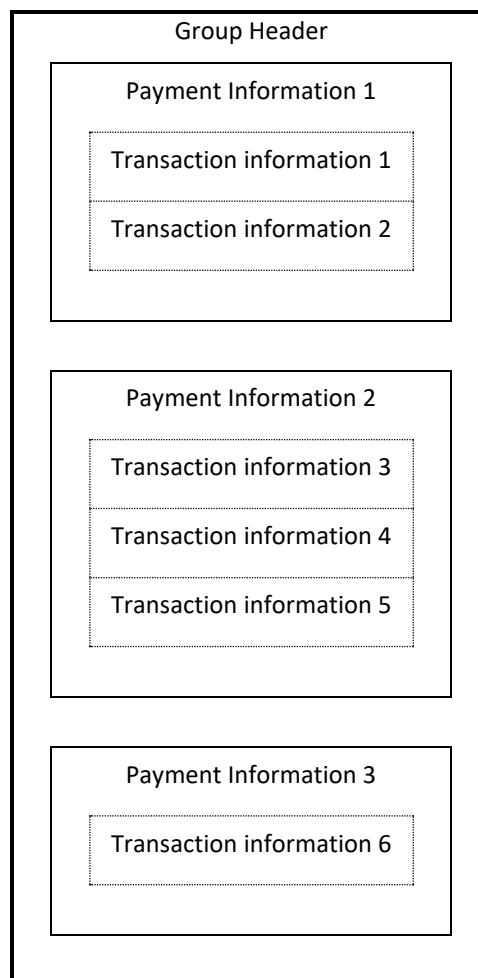 Group Header
Payment Information 1
Transaction information 1
Transaction information 2
Payment Information 2
Transaction information 3
Transaction information 4
Transaction information 5
Payment Information 3
Transaction information 6